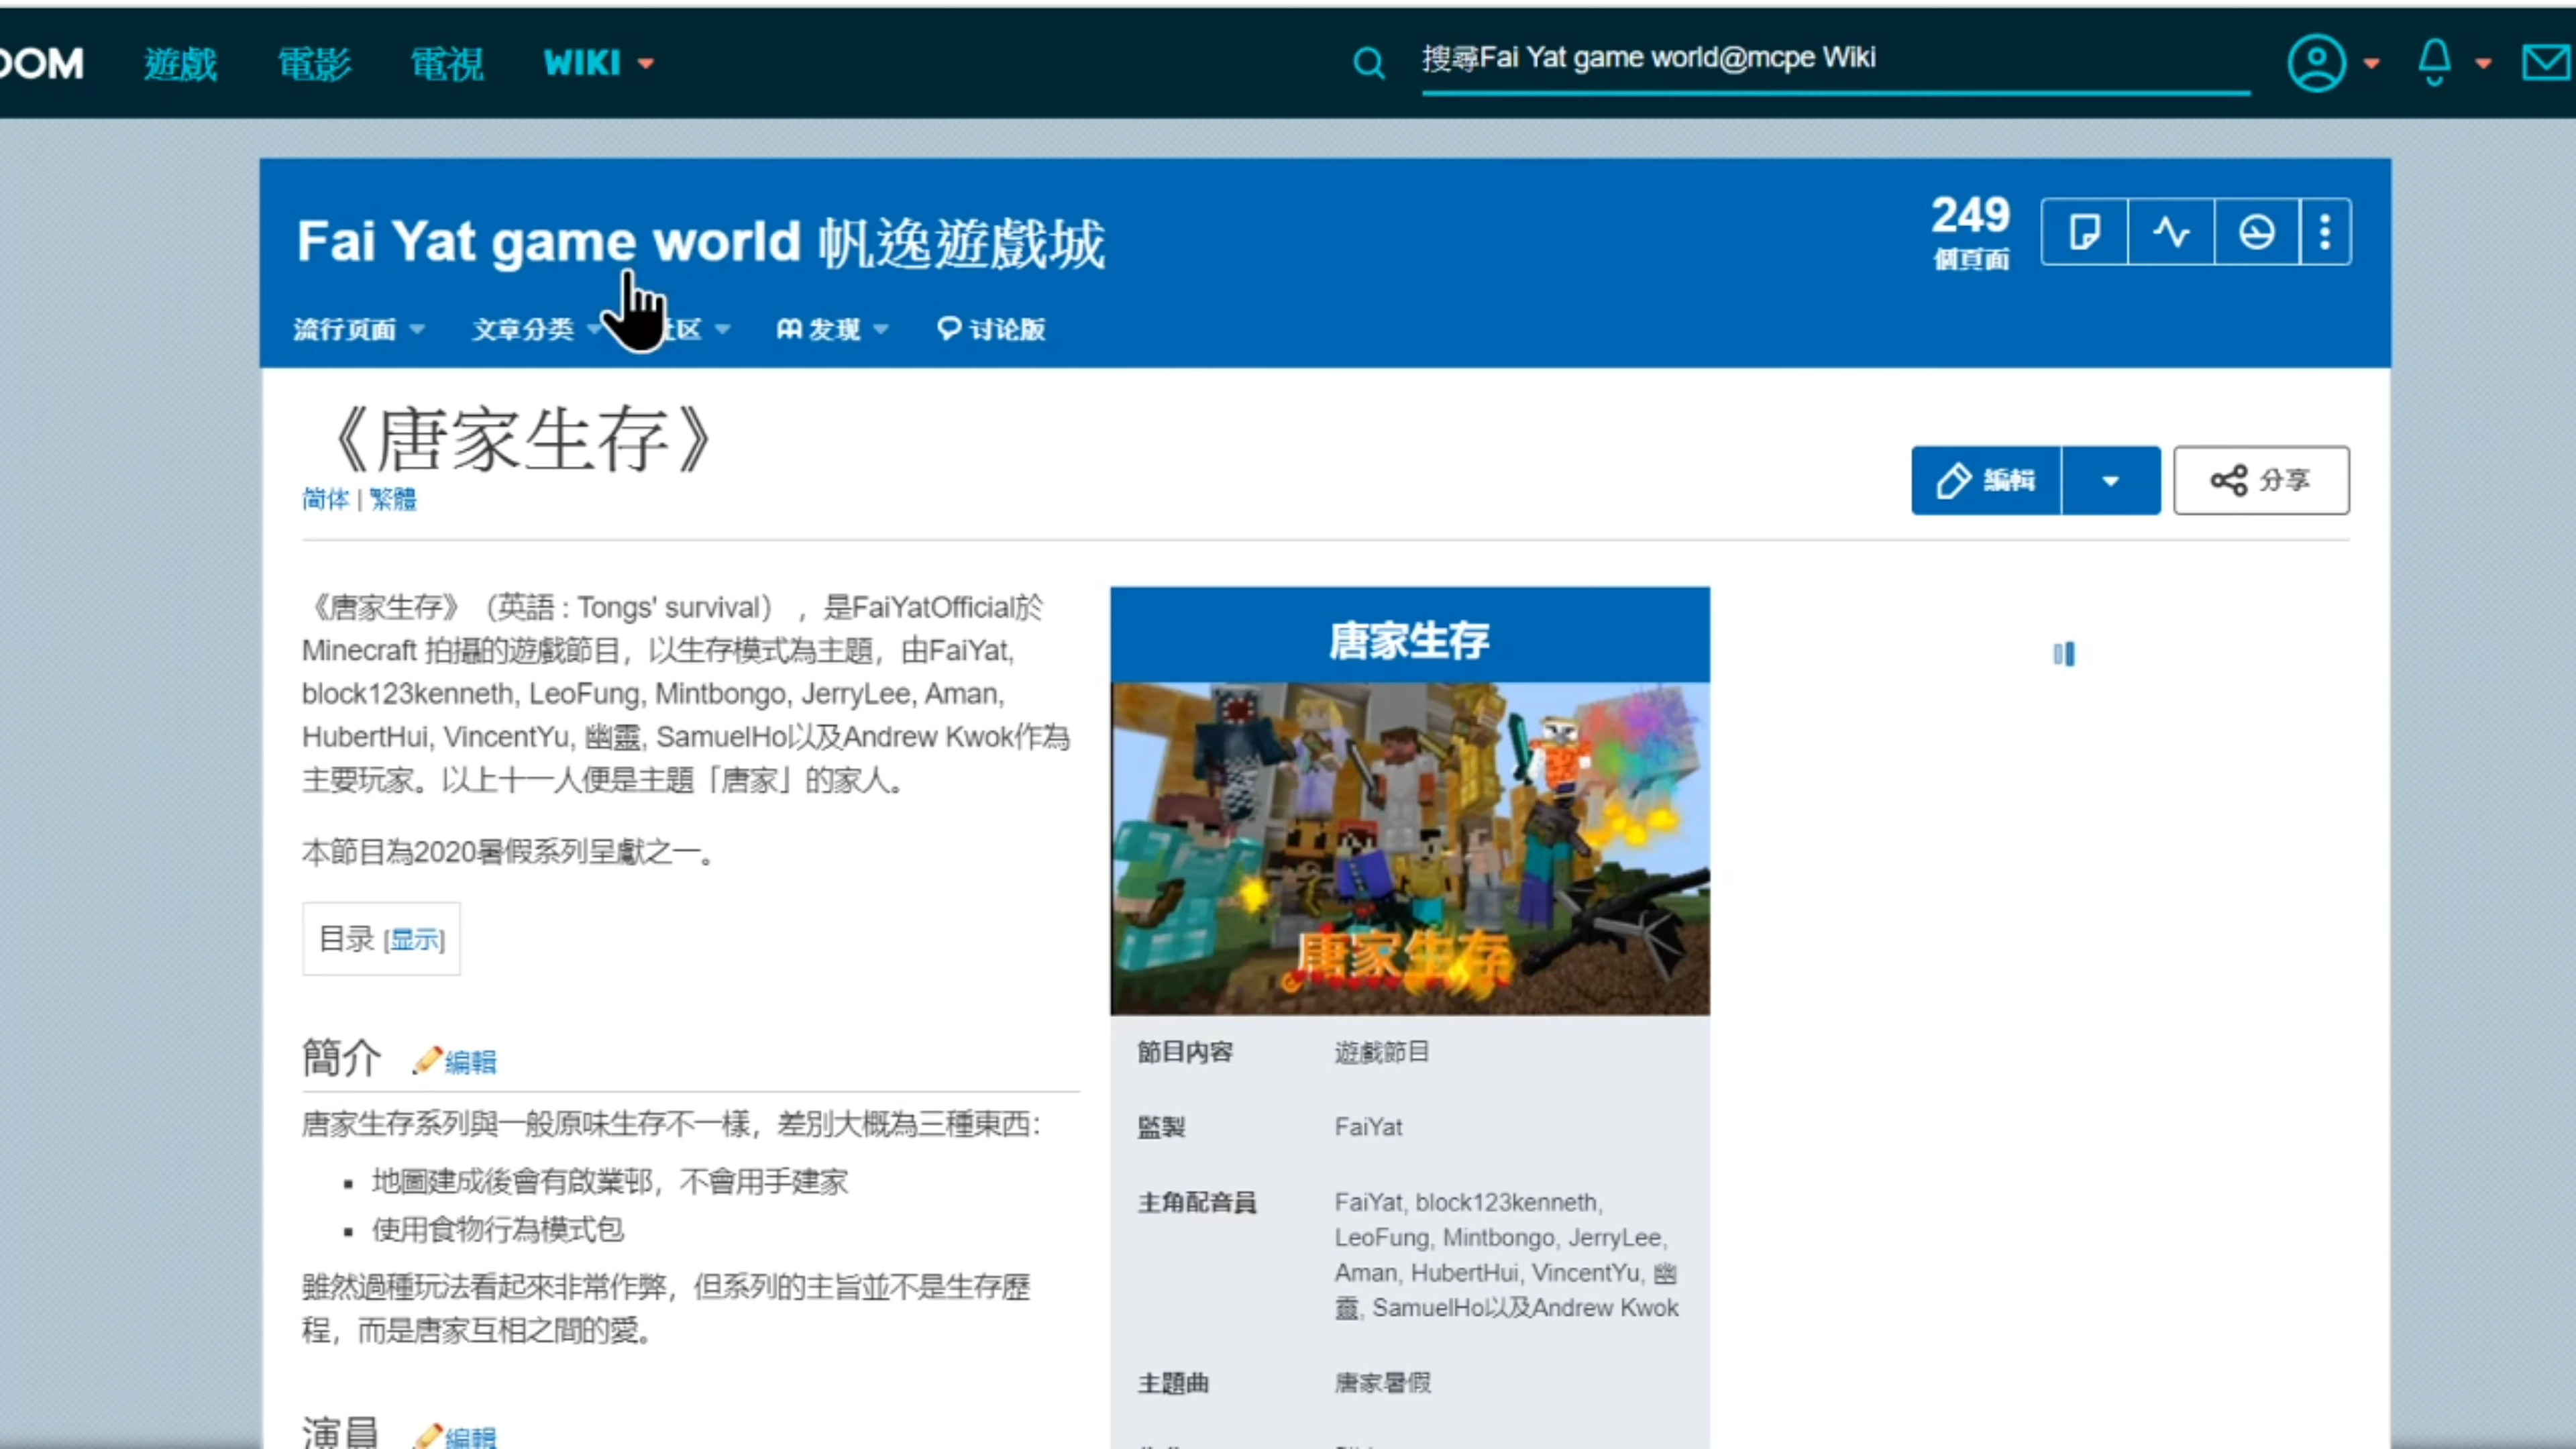 OOM 遊戲 電影 電視 WIKI
搜尋Fai Yat game world@mcpe Wiki
Fai Yat game world 帆逸遊戲城
249
個頁面
流行页面 文章分类 区 发现 讨论版
《唐家生存》
简体 | 繁體
編輯 分享
《唐家生存》（英語 : Tongs' survival），是FaiYatOfficial於
Minecraft 拍攝的遊戲節目，以生存模式為主題，由FaiYat,
block123kenneth, LeoFung, Mintbongo, JerryLee, Aman,
HubertHui, VincentYu, 幽靈, SamuelHo以及Andrew Kwok作為
主要玩家。以上十一人便是主題「唐家」的家人。
本節目為2020暑假系列呈獻之一。
目录 [显示]
簡介 編輯
唐家生存系列與一般原味生存不一樣，差別大概為三種東西：
地圖建成後會有啟業邨，不會用手建家
使用食物行為模式包
雖然過種玩法看起來非常作弊，但系列的主旨並不是生存歷
程，而是唐家互相之間的愛。
演員 編輯
唐家生存
唐家生存
節目内容 遊戲節目
監製 FaiYat
主角配音員 FaiYat, block123kenneth,
LeoFung, Mintbongo, JerryLee,
Aman, HubertHui, VincentYu, 幽
靈, SamuelHo以及Andrew Kwok
主題曲 唐家暑假